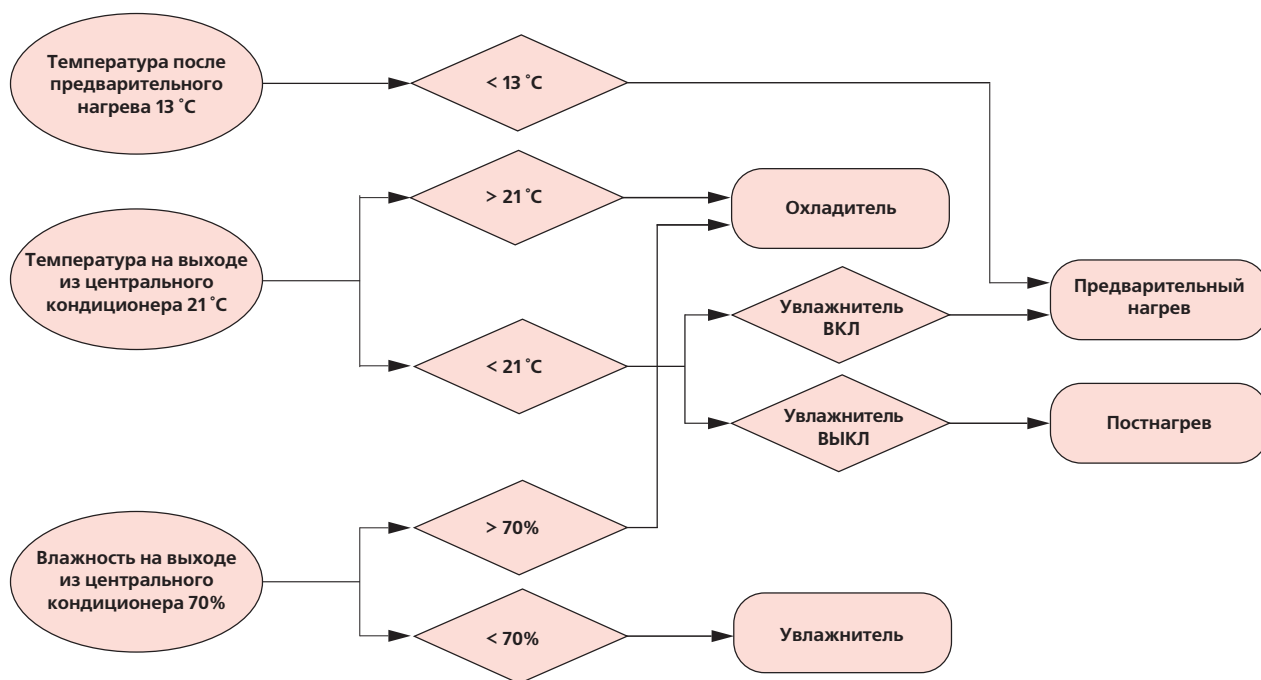 Температура после
предварительного
нагрева 13 ˚C
< 13 ˚C
> 21 ˚C
Охладитель
Температура на выходе
из центрального
кондиционера 21 ˚C
Предварительный
нагрев
Увлажнитель
ВКЛ
< 21 ˚C
Увлажнитель
ВЫКЛ
Постнагрев
> 70%
Влажность на выходе
из центрального
кондиционера 70%
< 70%
Увлажнитель